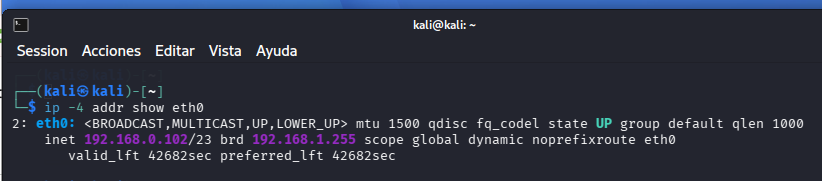 kali@kali: ~
Session Acciones Editar Vista Ayuda
┌──(kali㉿kali)-[~]
└─$ ip -4 addr show eth0
2: eth0: <BROADCAST,MULTICAST,UP,LOWER_UP> mtu 1500 qdisc fq_codel state UP group default qlen 1000
inet 192.168.0.102/23 brd 192.168.1.255 scope global dynamic noprefixroute eth0
valid_lft 42682sec preferred_lft 42682sec